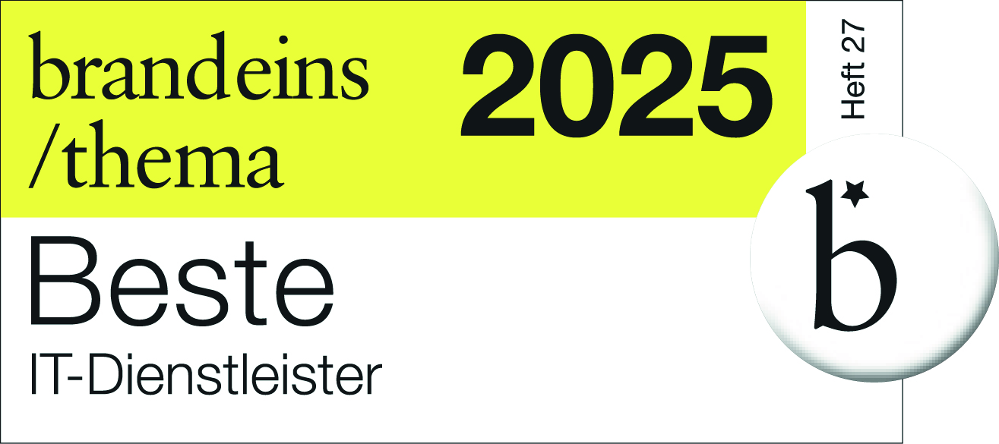 brandeins
/thema
2025
Heft 27
b
Beste
IT-Dienstleister